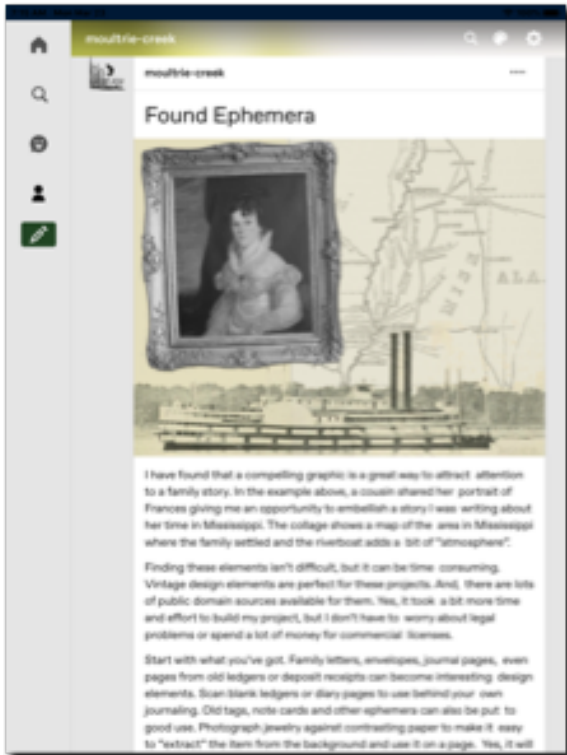 moultrie-creek
moultrie-creek
Found Ephemera
MISS
ALA.
I have found that a compelling graphic is a great way to attract attention
to a family story. In the example above, a cousin shared her portrait of
Frances giving me an opportunity to embellish a story I was writing about
her time in Mississippi. The collage shows a map of the area in Mississippi
where the family settled and the riverboat adds a bit of "atmosphere".
Finding these elements isn't difficult, but it can be time consuming.
Vintage design elements are perfect for these projects. And, there are lots
of public domain sources available for them. Yes, it took a bit more time
and effort to build my project, but I don't have to worry about legal
problems or spend a lot of money for commercial licenses.
Start with what you've got. Family letters, envelopes, journal pages, even
pages from old ledgers or deposit receipts can become interesting design
elements. Scan blank ledgers or diary pages to use behind your own
journaling. Old tags, note cards and other ephemera can also be put to
good use. Photograph jewelry against contrasting paper to make it easy
to "extract" the item from the background and use it on a page. Yes, it will